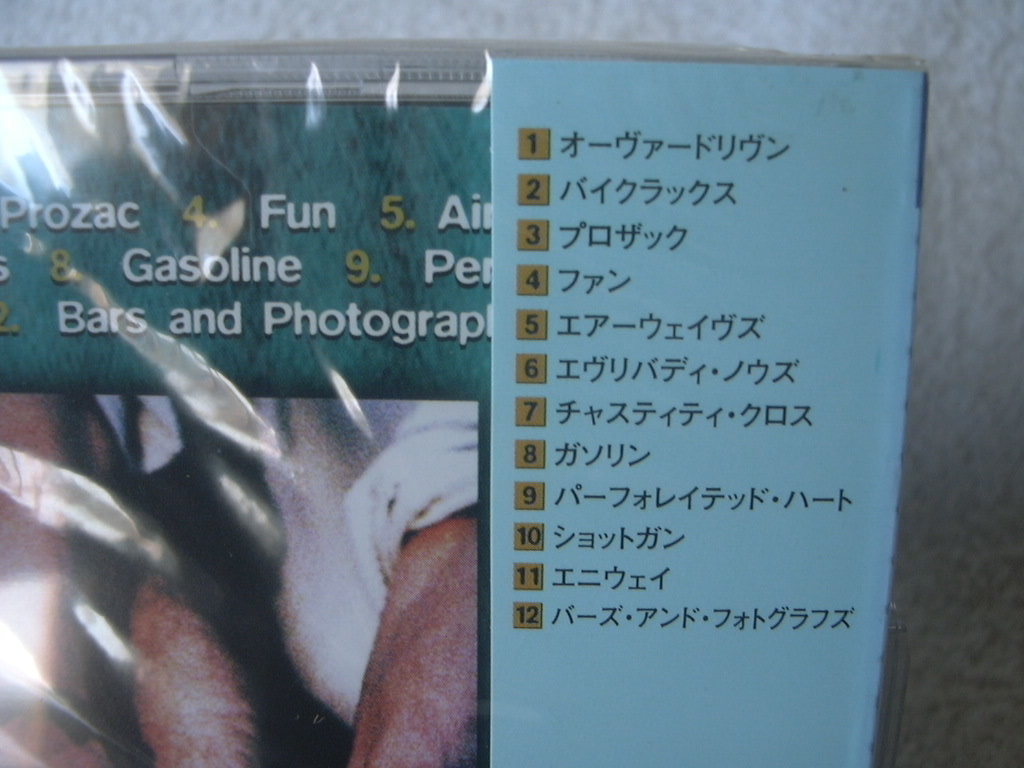 Prozac 4. Fun 5. Air
s 8. Gasoline 9. Per
2. Bars and Photograph
1 オーヴァードリヴン
2 バイクラックス
3 プロザック
4 ファン
5 エアーウェイヴズ
6 エヴリバディ・ノウズ
7 チャスティティ・クロス
8 ガソリン
9 パーフォレイテッド・ハート
10 ショットガン
11 エニウェイ
12 バーズ・アンド・フォトグラフズ